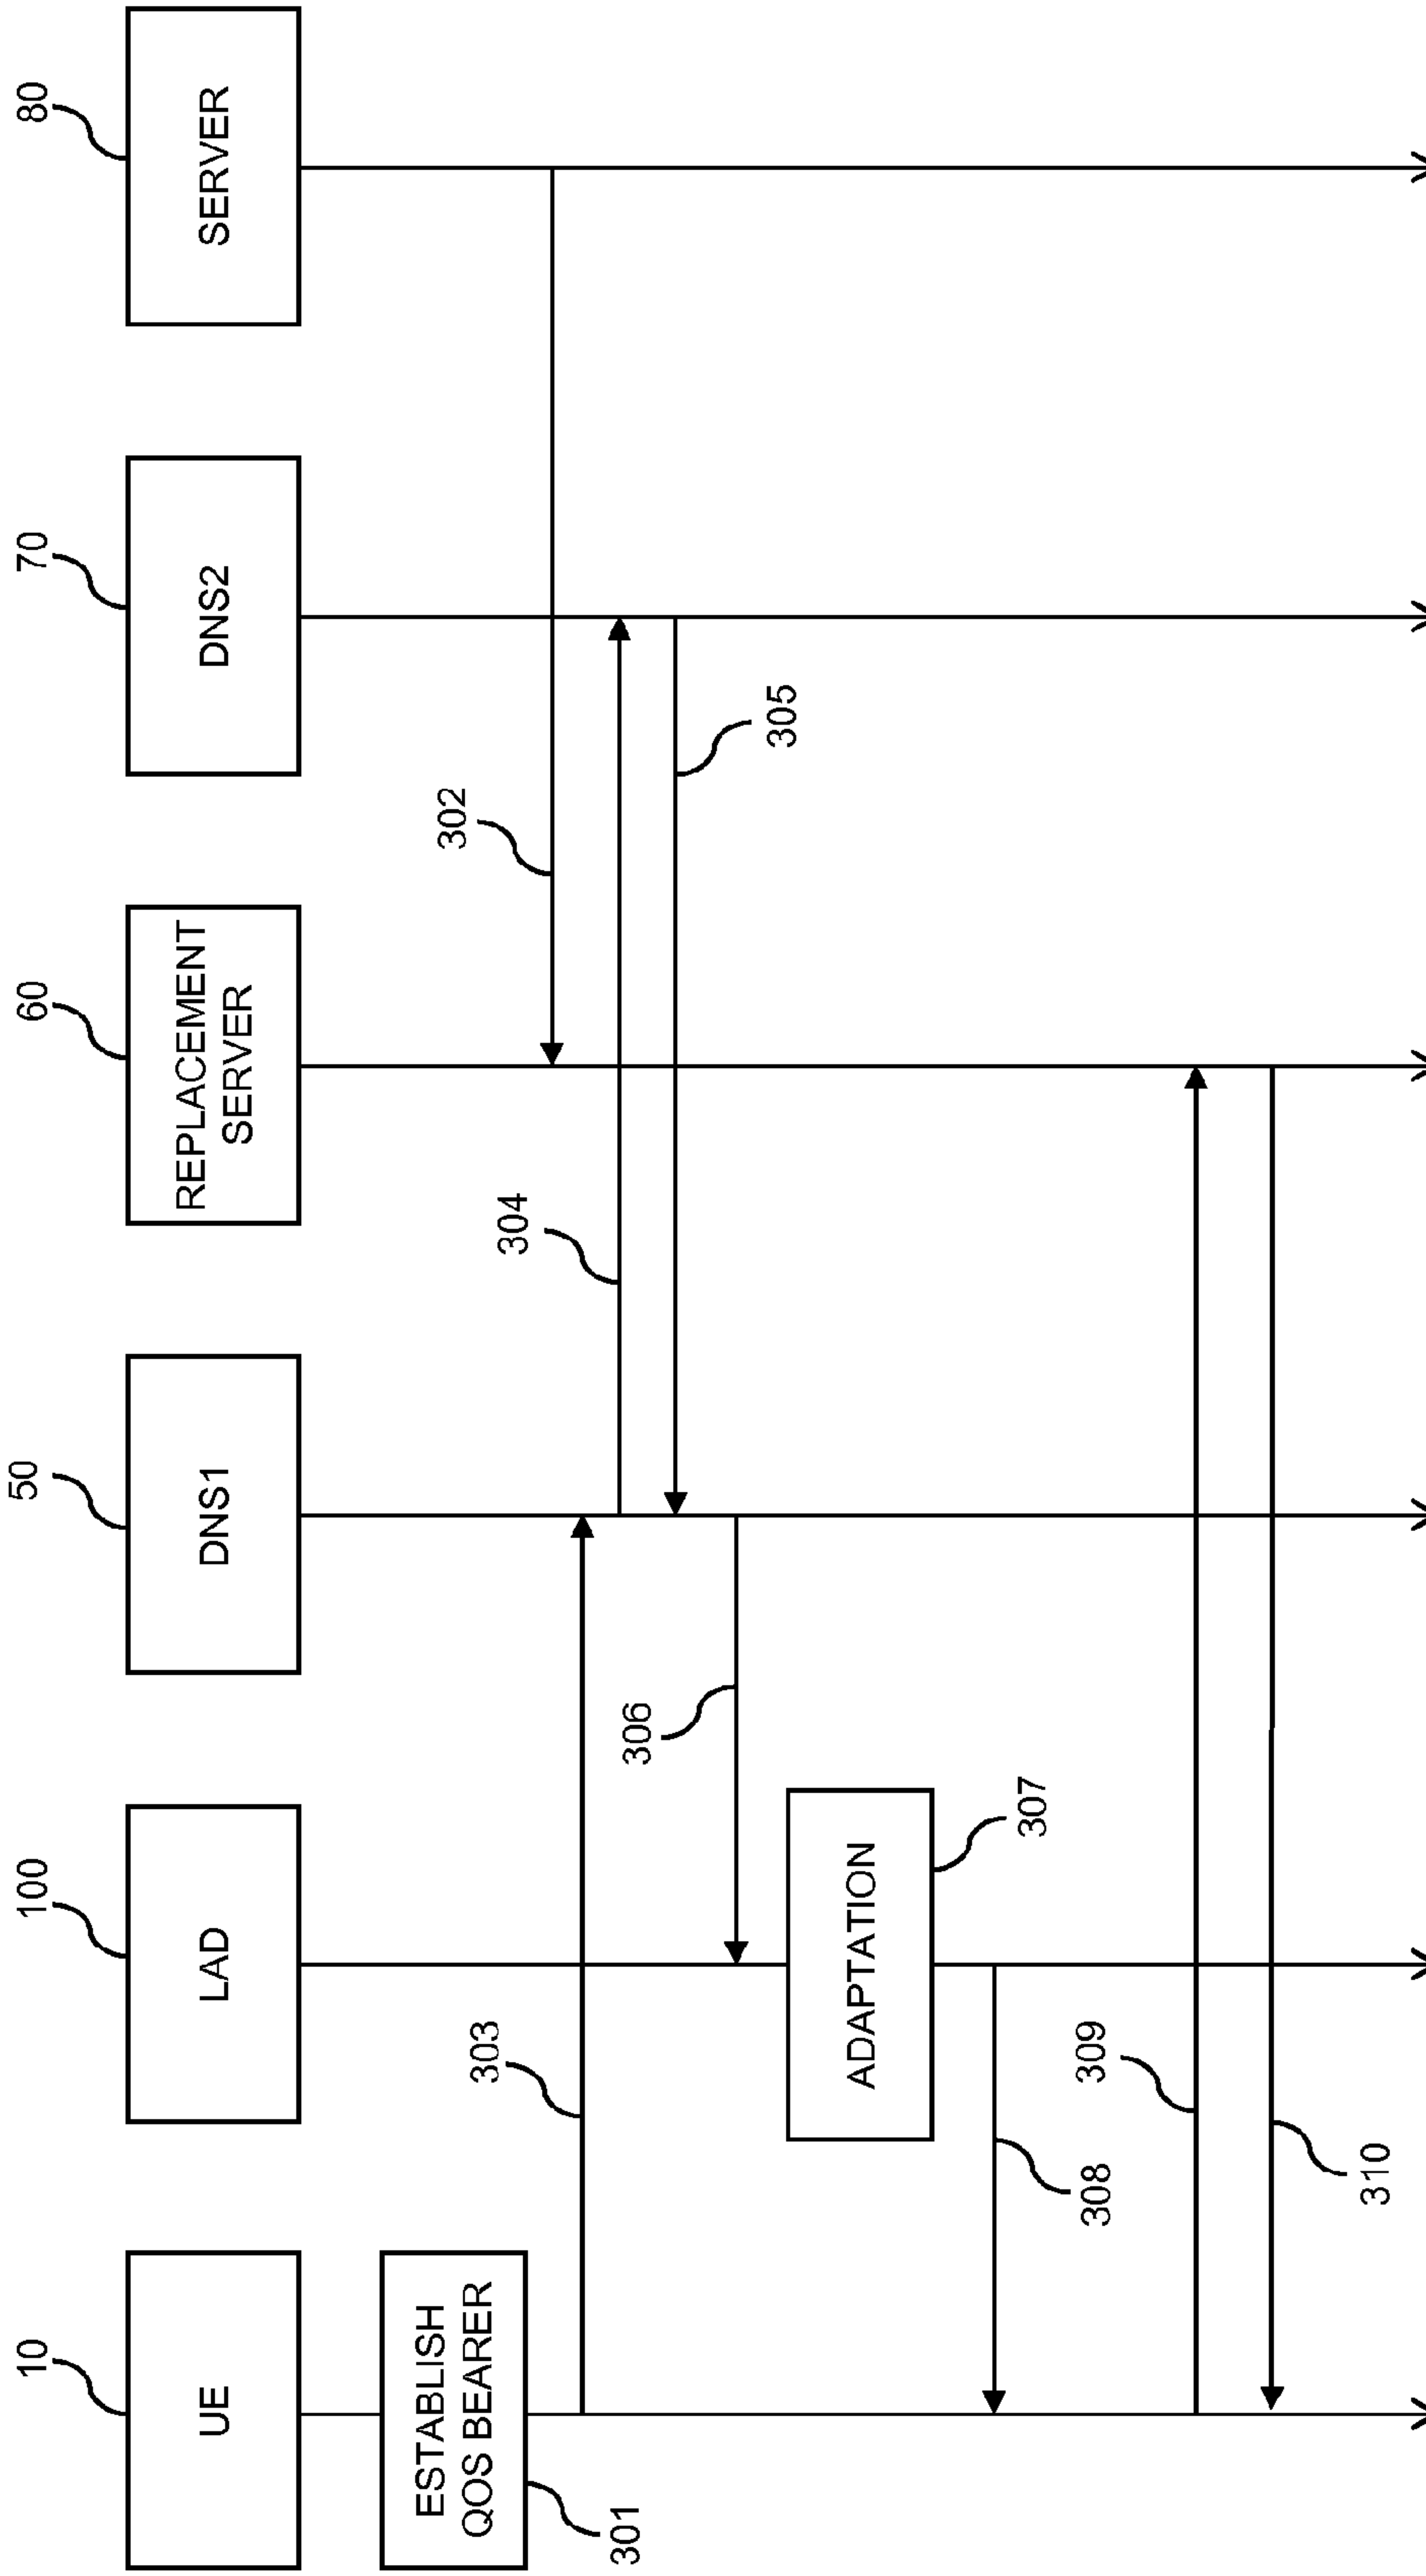 10
UE
100
LAD
50
DNS1
60
REPLACEMENT
SERVER
70
DNS2
80
SERVER
ESTABLISH
QOS BEARER
301
302
303
304
305
306
ADAPTATION
307
308
309
310